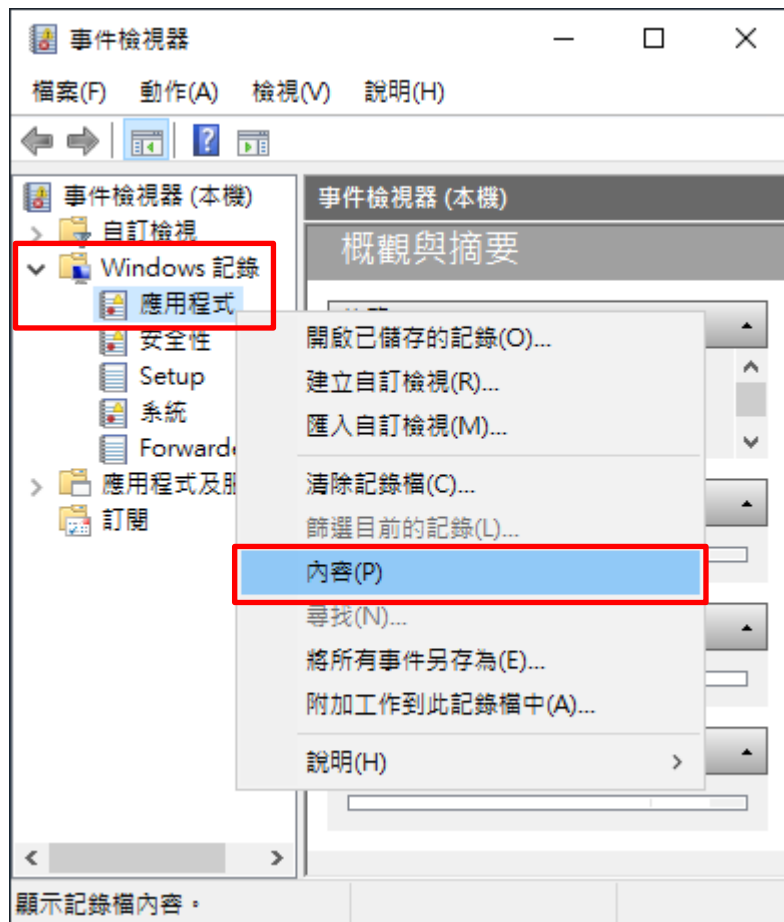 事件檢視器
檔案(F) 動作(A) 檢視(V) 說明(H)
事件檢視器 (本機)
自訂檢視
Windows 記錄
應用程式
安全性
Setup
系統
Forwarde
應用程式及服
訂閱
事件檢視器 (本機)
概觀與摘要
開啟已儲存的記錄(O)...
建立自訂檢視(R)...
匯入自訂檢視(M)...
清除記錄檔(C)...
篩選目前的記錄(L)...
內容(P)
尋找(N)...
將所有事件另存為(E)...
附加工作到此記錄檔中(A)...
說明(H)
顯示記錄檔內容。